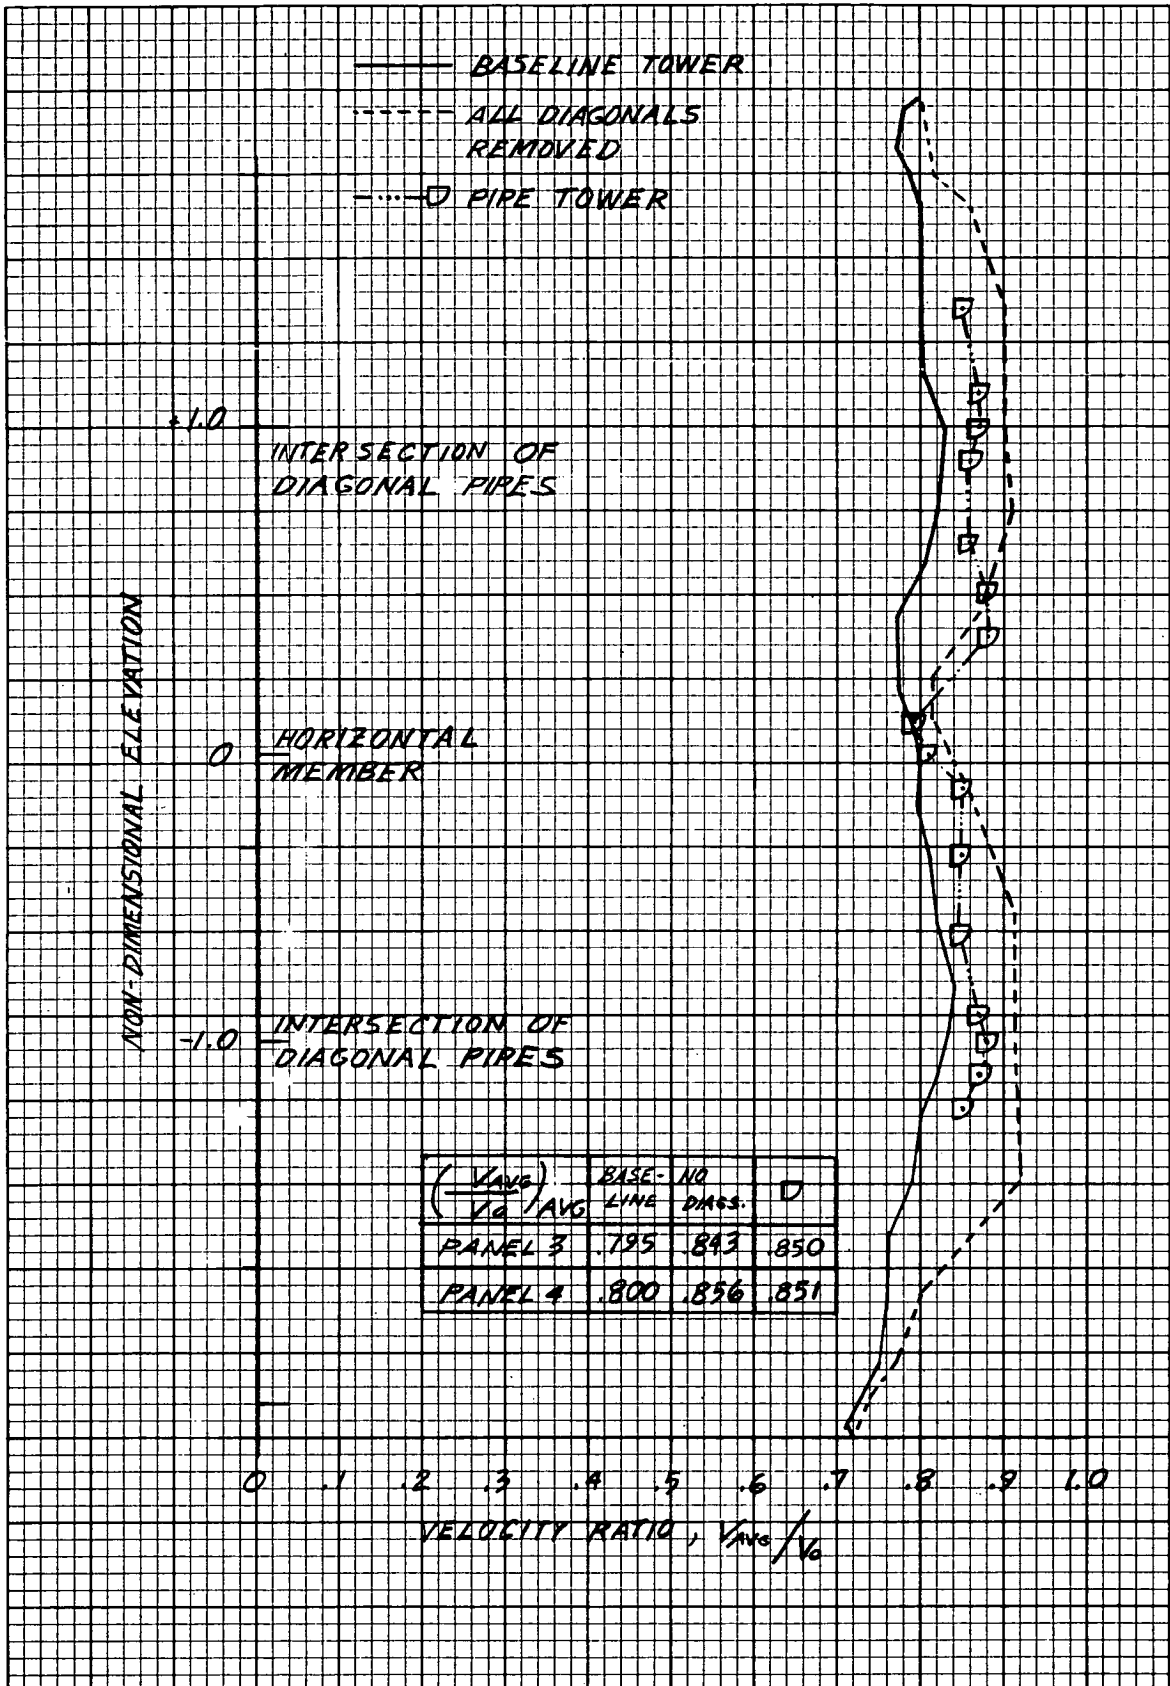 BASELINE TOWER
ALL DIAGONALS
REMOVED
PIPE TOWER
+1.0
INTERSECTION OF
DIAGONAL PIPES
NON-DIMENSIONAL ELEVATION
0
HORIZONTAL
MEMBER
-1.0
INTERSECTION OF
DIAGONAL PIPES
(VAVG/VO)AVG BASE-LINE NO DIAGS.
PANEL 3 .795 .843 .850
PANEL 4 .800 .856 .851
0 .1 .2 .3 .4 .5 .6 .7 .8 .9 1.0
VELOCITY RATIO, VAVG/VO